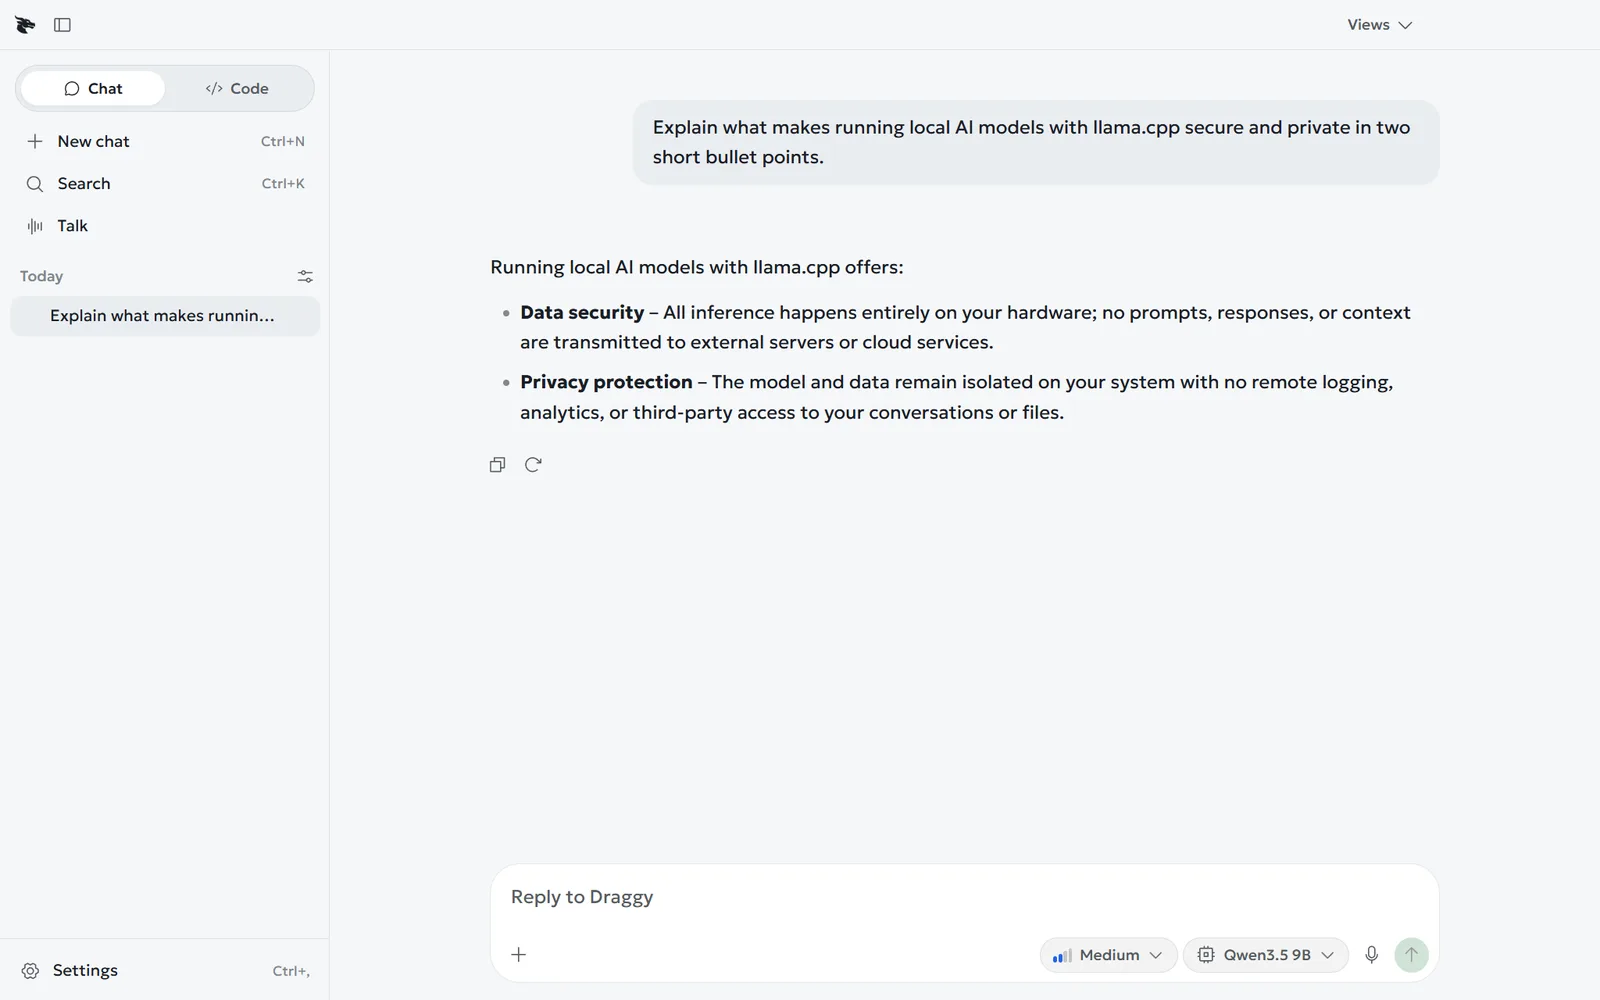 Views
Chat
</> Code
New chat Ctrl+N
Search Ctrl+K
Talk
Today
Explain what makes runnin...
Settings Ctrl+,
Explain what makes running local AI models with llama.cpp secure and private in two
short bullet points.
Running local AI models with llama.cpp offers:
• Data security – All inference happens entirely on your hardware; no prompts, responses, or context
are transmitted to external servers or cloud services.
• Privacy protection – The model and data remain isolated on your system with no remote logging,
analytics, or third-party access to your conversations or files.
Reply to Draggy
Medium Qwen3.5 9B